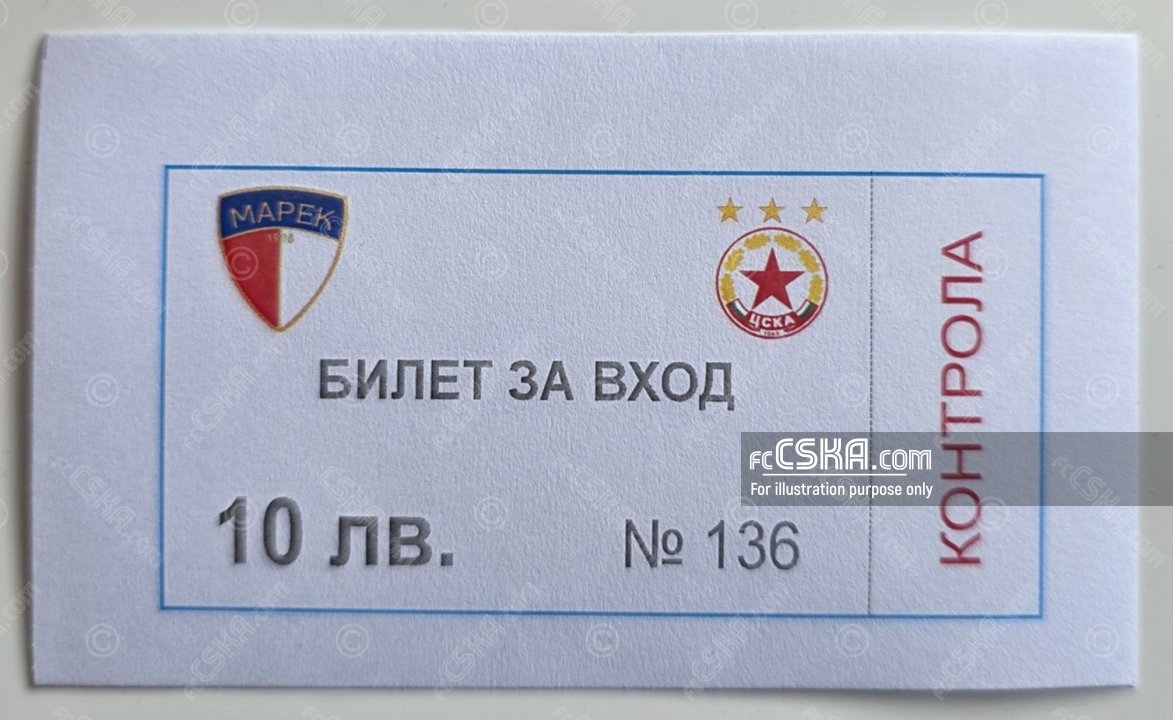 МАРЕК
ЦСКА
БИЛЕТ ЗА ВХОД
10 лв.
№ 136
КОНТРОЛА
fcCSKA.com
For illustration purpose only